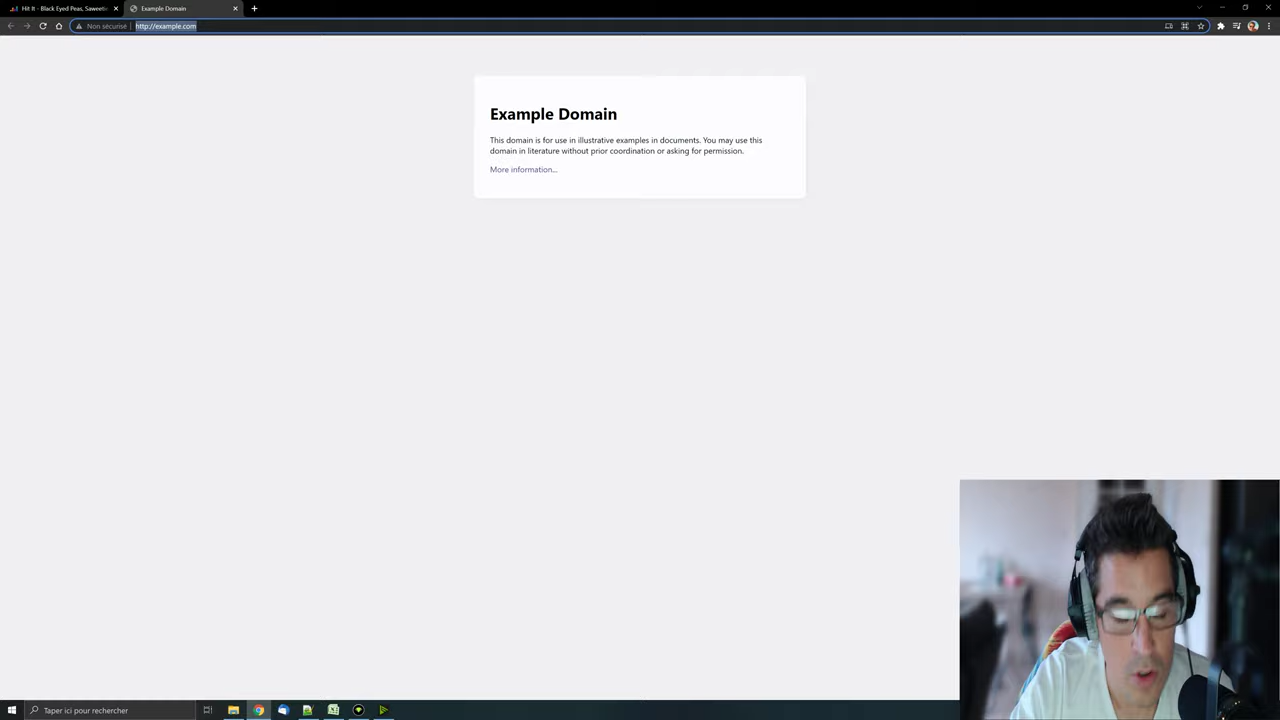 Hit It - Black Eyed Peas, Saweetie
Example Domain
Non sécurisé
http://example.com
Example Domain
This domain is for use in illustrative examples in documents. You may use this
domain in literature without prior coordination or asking for permission.
More information...
Taper ici pour rechercher